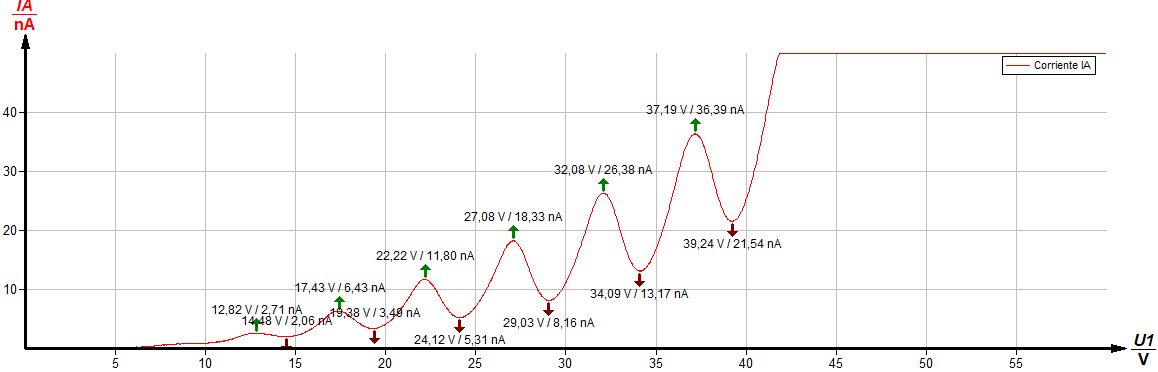 IA
nA
Corriente IA
40
30
20
10
37,19 V / 36,39 nA
32,08 V / 26,38 nA
27,08 V / 18,33 nA
39,24 V / 21,54 nA
22,22 V / 11,80 nA
17,43 V / 6,43 nA
34,09 V / 13,17 nA
12,82 V / 2,71 nA
19,38 V / 3,49 nA
14,48 V / 2,06 nA
29,03 V / 8,16 nA
24,12 V / 5,31 nA
U1
V
5 10 15 20 25 30 35 40 45 50 55